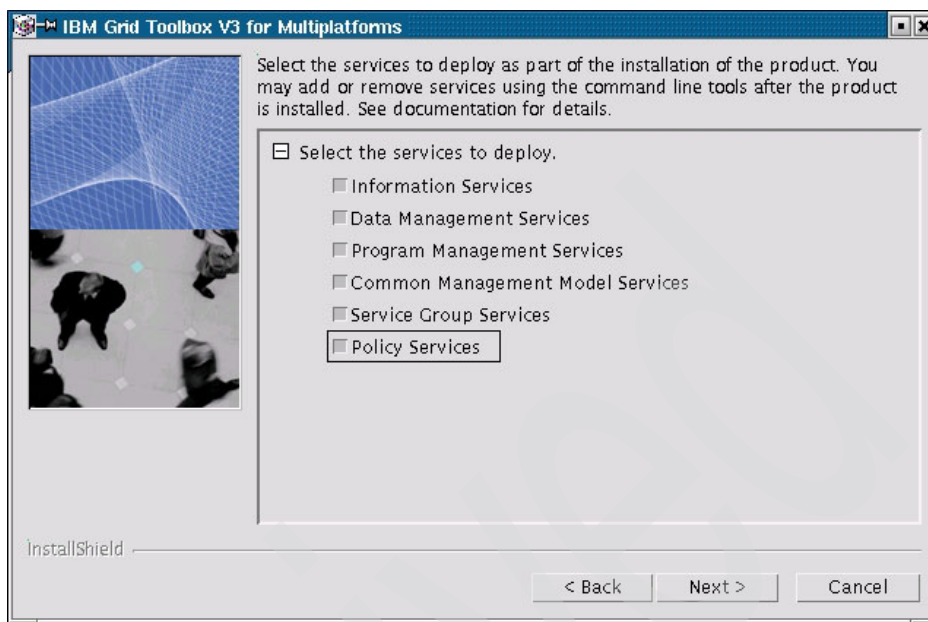 IBM Grid Toolbox V3 for Multiplatforms
Select the services to deploy as part of the installation of the product. You
may add or remove services using the command line tools after the product
is installed. See documentation for details.
Select the services to deploy.
Information Services
Data Management Services
Program Management Services
Common Management Model Services
Service Group Services
Policy Services
InstallShield
< Back
Next >
Cancel